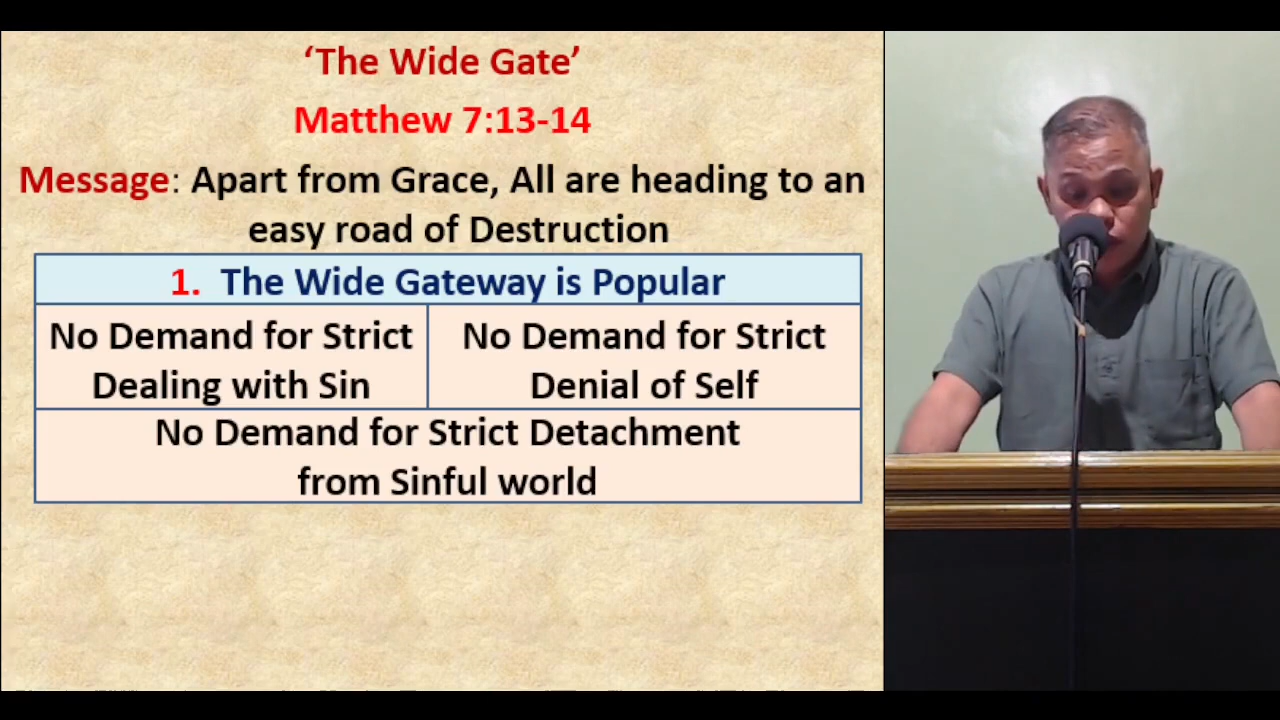 ‘The Wide Gate’
Matthew 7:13-14
Message: Apart from Grace, All are heading to an
easy road of Destruction
1. The Wide Gateway is Popular
No Demand for Strict
Dealing with Sin
No Demand for Strict
Denial of Self
No Demand for Strict Detachment
from Sinful world